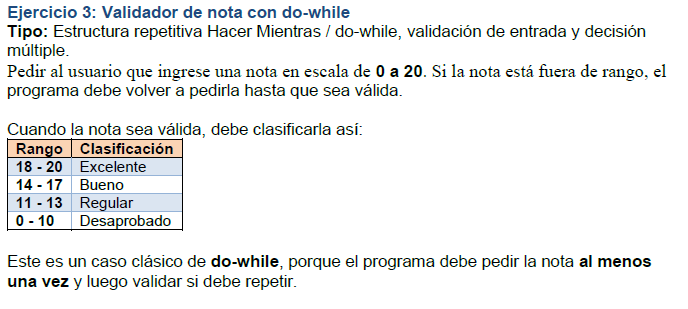 Ejercicio 3: Validador de nota con do-while
Tipo: Estructura repetitiva Hacer Mientras / do-while, validación de entrada y decisión
múltiple.
Pedir al usuario que ingrese una nota en escala de 0 a 20. Si la nota está fuera de rango, el
programa debe volver a pedirla hasta que sea válida.
Cuando la nota sea válida, debe clasificarla así:
Rango Clasificación
18 - 20 Excelente
14 - 17 Bueno
11 - 13 Regular
0 - 10 Desaprobado
Este es un caso clásico de do-while, porque el programa debe pedir la nota al menos
una vez y luego validar si debe repetir.